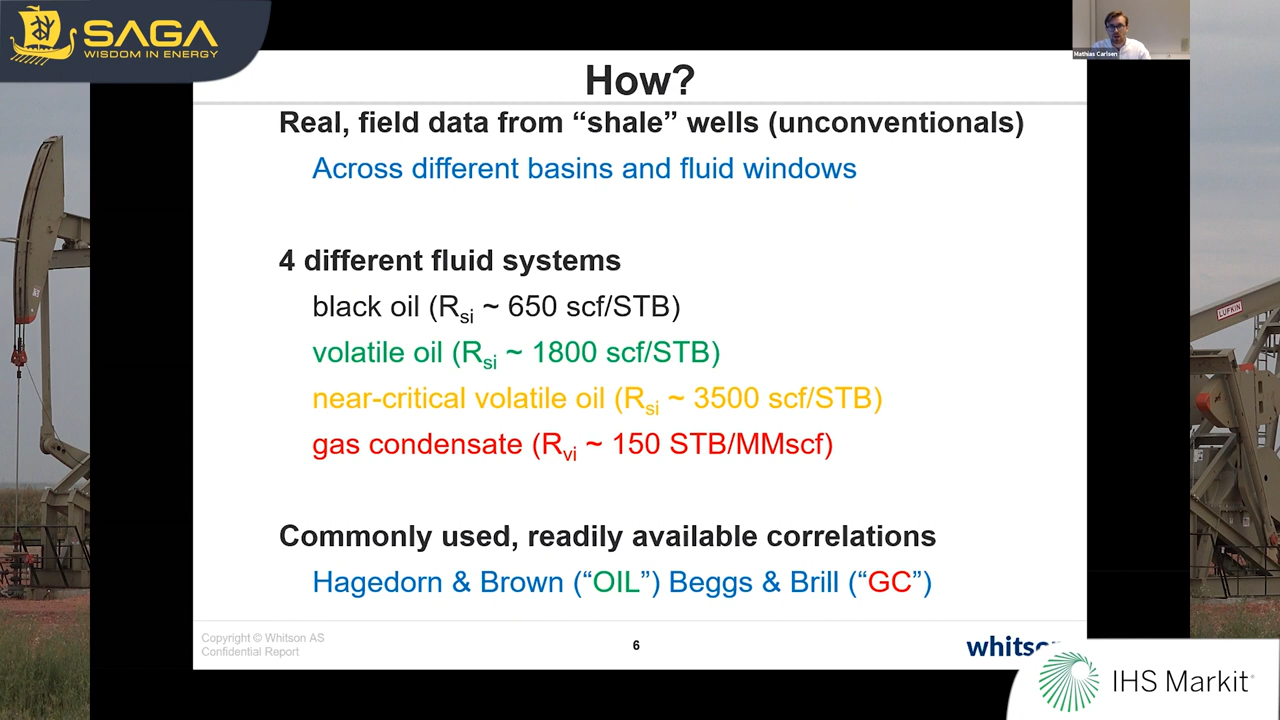 SAGA
WISDOM IN ENERGY
Mathias Carlsen
How?
Real, field data from “shale” wells (unconventionals)
Across different basins and fluid windows
4 different fluid systems
black oil (Rsi ~ 650 scf/STB)
volatile oil (Rsi ~ 1800 scf/STB)
near-critical volatile oil (Rsi ~ 3500 scf/STB)
gas condensate (Rvi ~ 150 STB/MMscf)
Commonly used, readily available correlations
Hagedorn & Brown (“OIL”) Beggs & Brill (“GC”)
LUFKIN
Copyright © Whitson AS
Confidential Report
6
whitso
IHS Markit